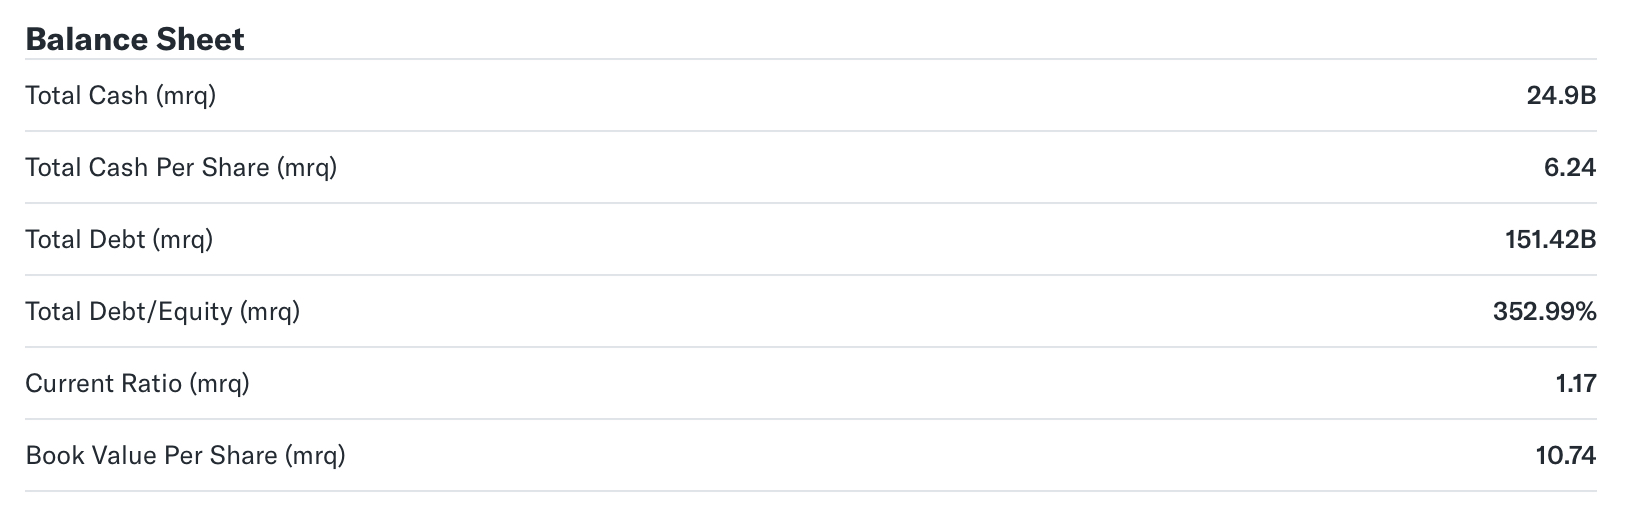 Balance Sheet
Total Cash (mrq) 24.9B
Total Cash Per Share (mrq) 6.24
Total Debt (mrq) 151.42B
Total Debt/Equity (mrq) 352.99%
Current Ratio (mrq) 1.17
Book Value Per Share (mrq) 10.74